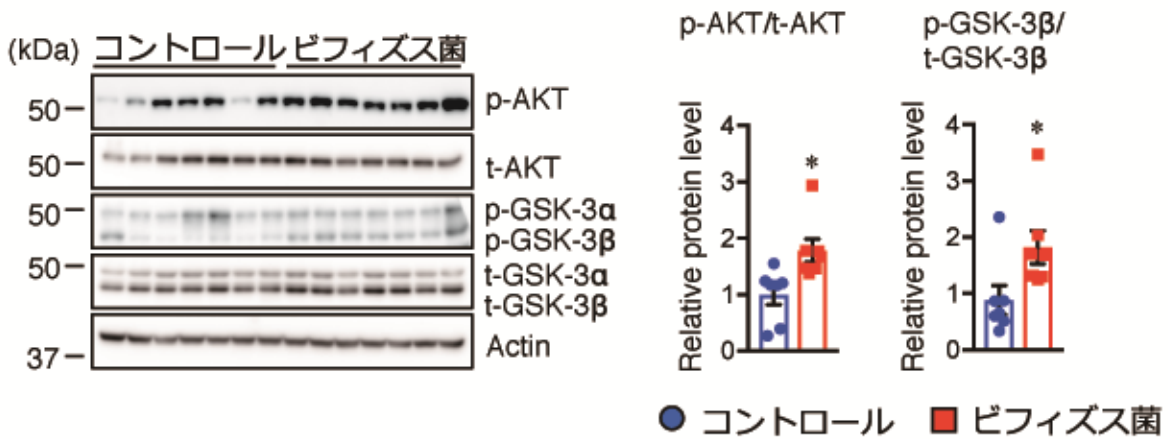 (kDa)
コントロール ビフィズス菌
50
p-AKT
50
t-AKT
50
p-GSK-3α
p-GSK-3β
50
t-GSK-3α
t-GSK-3β
37
Actin
p-AKT/t-AKT
Relative protein level
4
3
2
1
0
*
p-GSK-3β/
t-GSK-3β
Relative protein level
4
3
2
1
0
*
コントロール ビフィズス菌